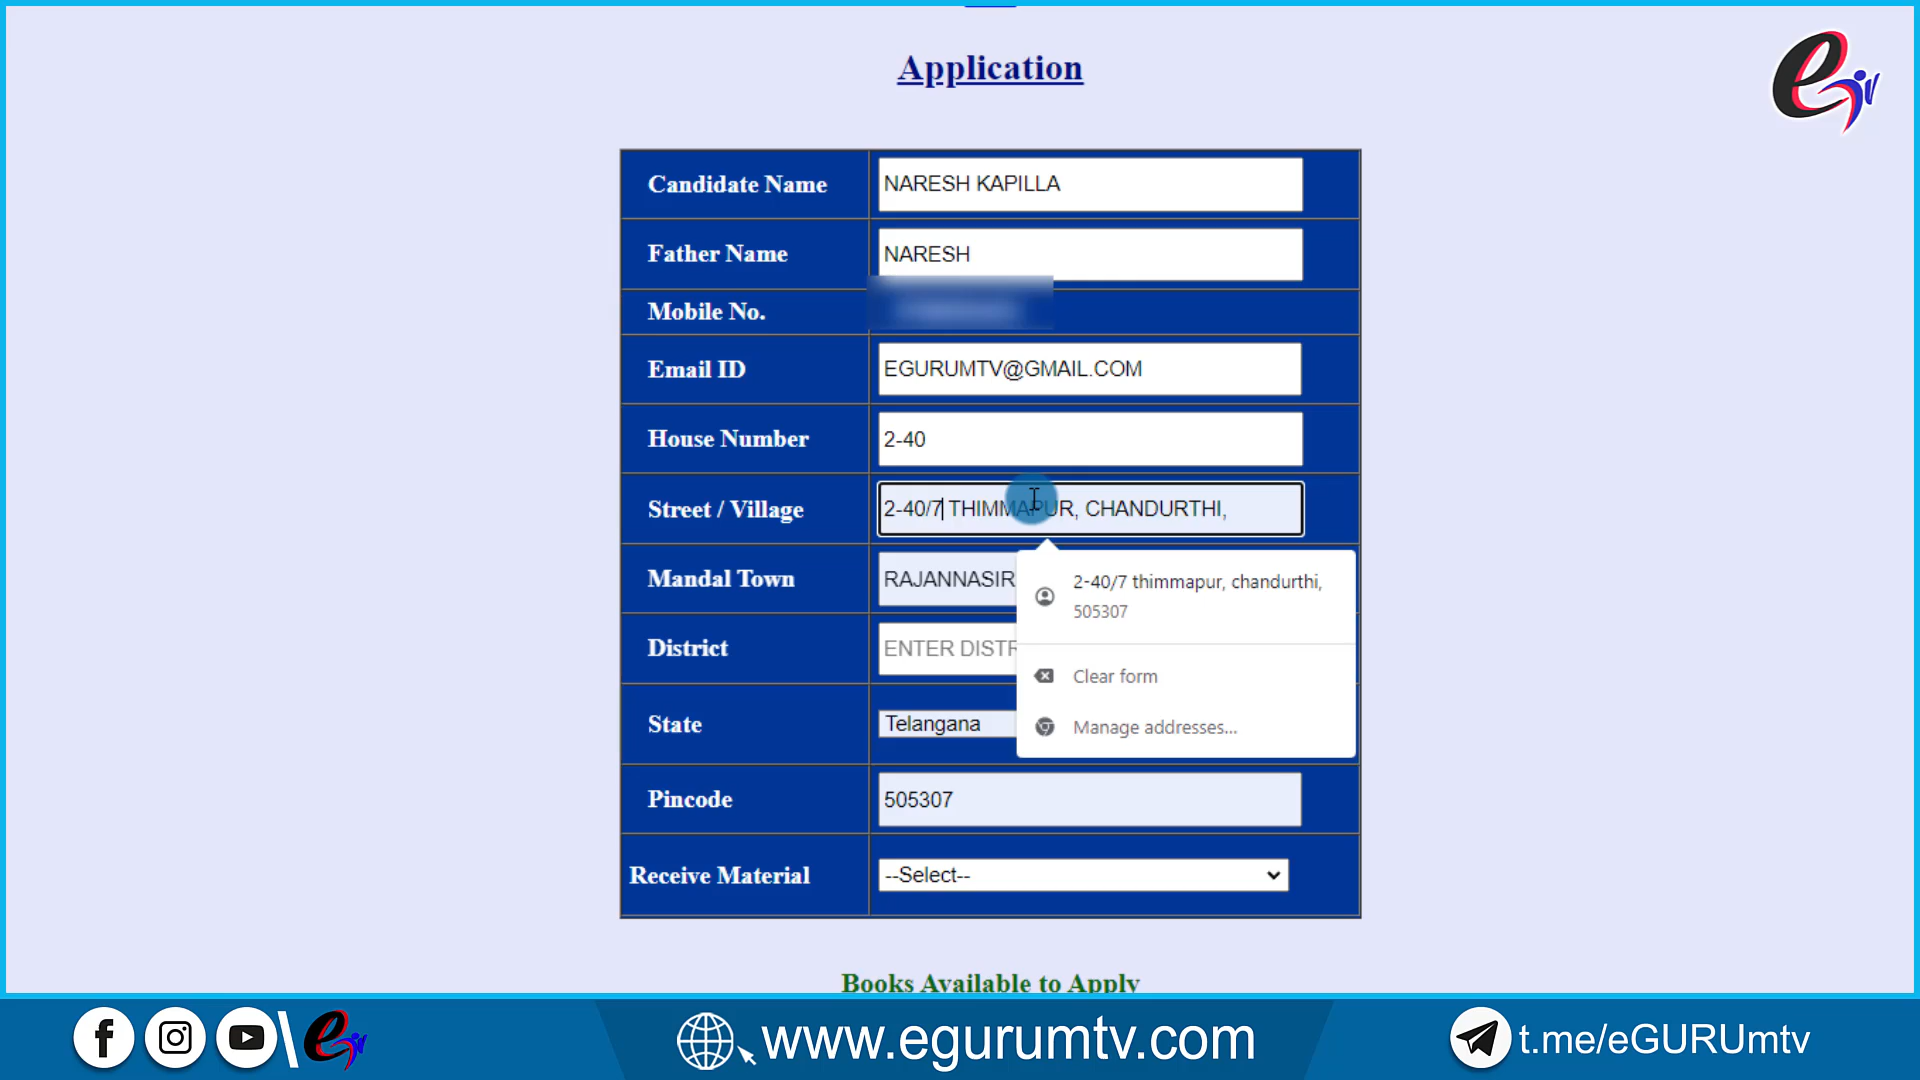 Application
Candidate Name NARESH KAPILLA
Father Name NARESH
Mobile No.
Email ID EGURUMTV@GMAIL.COM
House Number 2-40
Street / Village 2-40/7 THIMMAPUR, CHANDURTHI,
Mandal Town RAJANNASIR
2-40/7 thimmapur, chandurthi,
505307
District ENTER DISTR
Clear form
State Telangana
Manage addresses...
Pincode 505307
Receive Material --Select--
Books Available to Apply
www.egurumtv.com
t.me/eGURUmtv